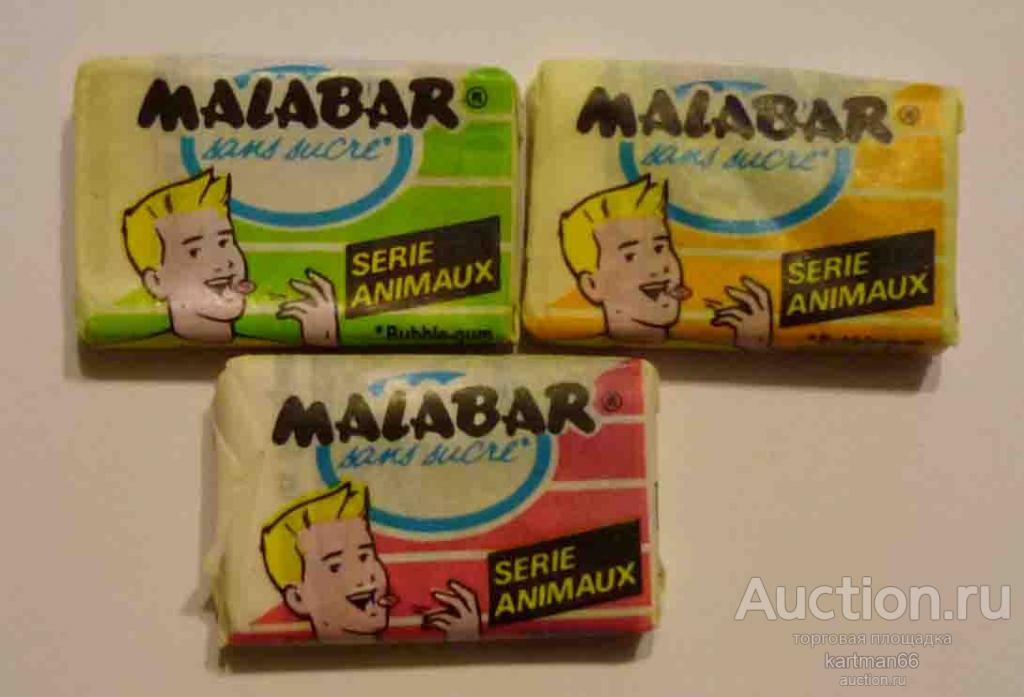 MALABAR®
sans sucre*
SERIE
ANIMAUX
*Bubble-gum
MALABAR®
sans sucre*
SERIE
ANIMAUX
MALABAR®
sans sucre*
SERIE
ANIMAUX
Auction.ru
торговая площадка
kartman66
auction.ru